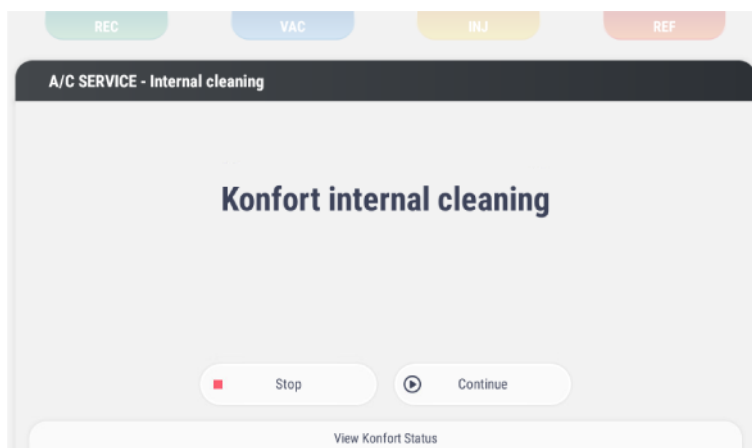 REC VAC INJ REF
A/C SERVICE - Internal cleaning
Konfort internal cleaning
Stop Continue
View Konfort Status